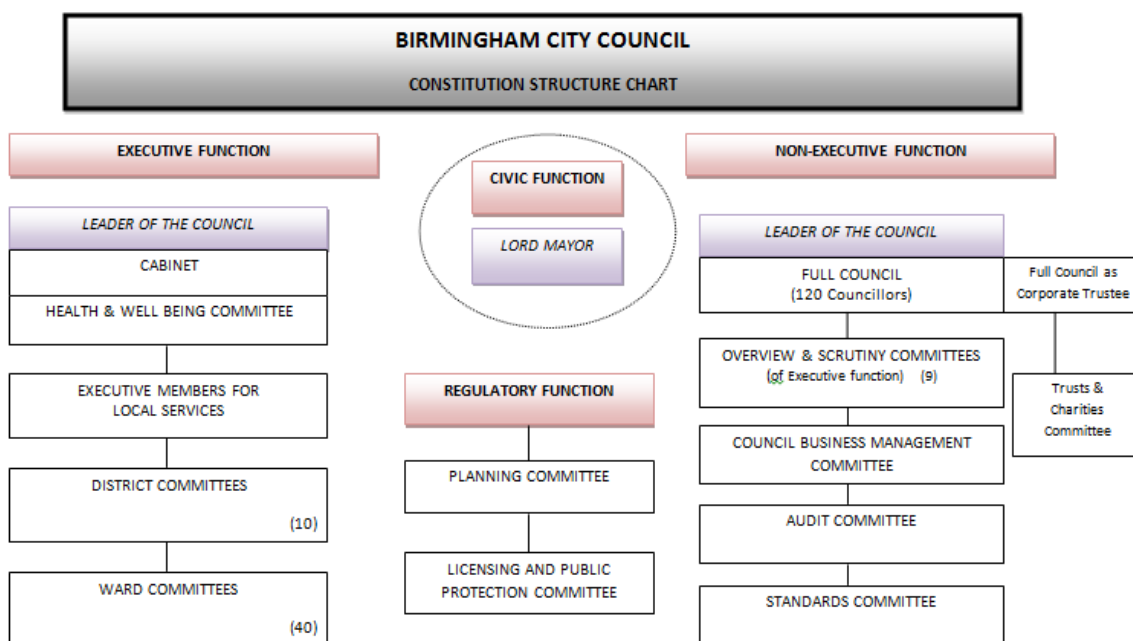 BIRMINGHAM CITY COUNCIL
CONSTITUTION STRUCTURE CHART
EXECUTIVE FUNCTION
LEADER OF THE COUNCIL
CABINET
HEALTH & WELL BEING COMMITTEE
EXECUTIVE MEMBERS FOR
LOCAL SERVICES
DISTRICT COMMITTEES
(10)
WARD COMMITTEES
(40)
CIVIC FUNCTION
LORD MAYOR
REGULATORY FUNCTION
PLANNING COMMITTEE
LICENSING AND PUBLIC
PROTECTION COMMITTEE
NON-EXECUTIVE FUNCTION
LEADER OF THE COUNCIL
FULL COUNCIL
(120 Councillors)
Full Council as
Corporate Trustee
OVERVIEW & SCRUTINY COMMITTEES
(of Executive function) (9)
Trusts &
Charities
Committee
COUNCIL BUSINESS MANAGEMENT
COMMITTEE
AUDIT COMMITTEE
STANDARDS COMMITTEE